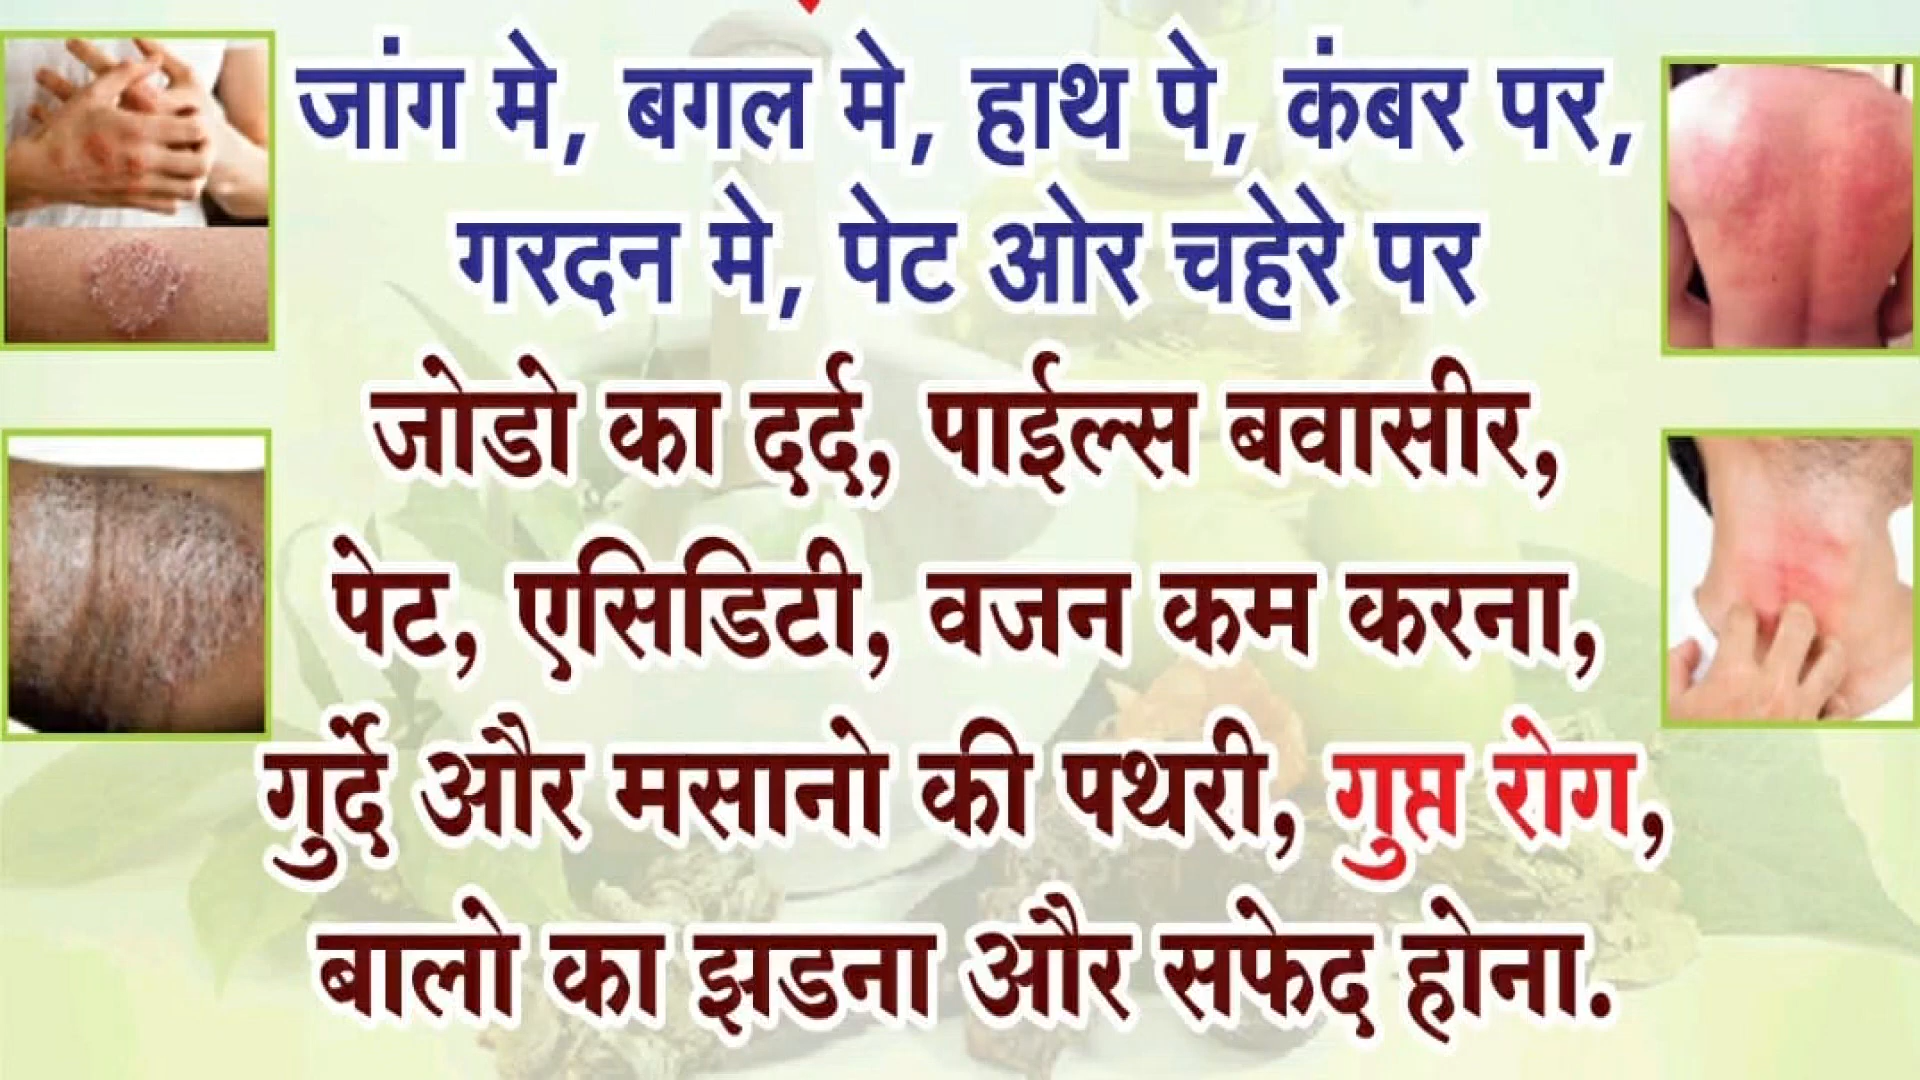 जांग मे, बगल मे, हाथ पे, कंबर पर,
गरदन मे, पेट ओर चहेरे पर
जोडो का दर्द, पाईल्स बवासीर,
पेट, एसिडिटी, वजन कम करना,
गुर्दे और मसानो की पथरी, गुप्त रोग,
बालो का झडना और सफेद होना.